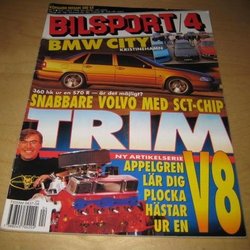 BILSPORT 4
BMW CITY
KRISTINEHAMN
360 hk ur en S70 R — är det möjligt?
SNABBARE VOLVO MED SCT-CHIP
TRIM
NY ARTIKELSERIE
APPELGREN
LÄR DIG
PLOCKA
HÄSTAR
UR EN
V8